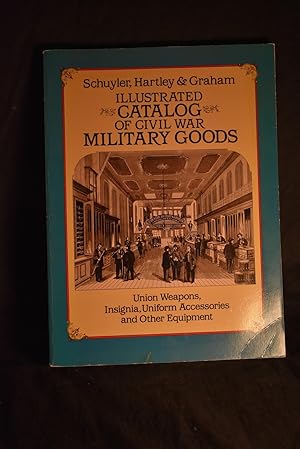 Schuyler, Hartley & Graham
ILLUSTRATED
CATALOG
OF CIVIL WAR
MILITARY GOODS
Union Weapons,
Insignia, Uniform Accessories
and Other Equipment